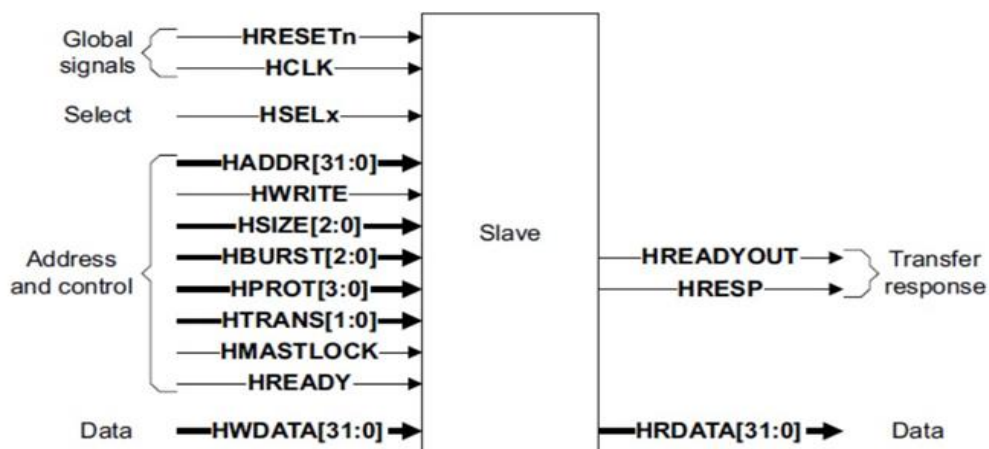 Global
signals
HRESETn
HCLK
Select
HSELx
Address
and control
HADDR[31:0]
HWRITE
HSIZE[2:0]
HBURST[2:0]
HPROT[3:0]
HTRANS[1:0]
HMASTLOCK
HREADY
Data
HWDATA[31:0]
Slave
HREADYOUT
HRESP
Transfer
response
HRDATA[31:0]
Data